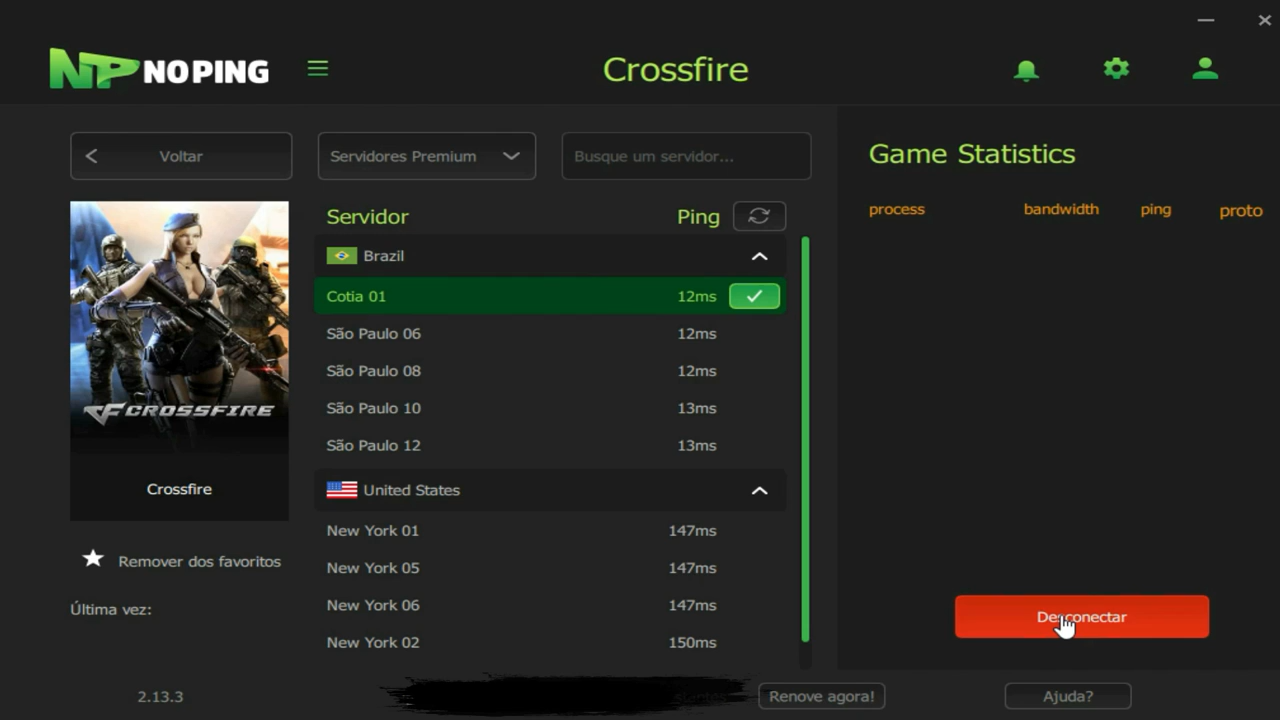 NP NOPING
Crossfire
Voltar
Servidores Premium
Busque um servidor...
Game Statistics
process bandwidth ping proto
Servidor Ping
Brazil
Cotia 01 12ms
São Paulo 06 12ms
São Paulo 08 12ms
São Paulo 10 13ms
São Paulo 12 13ms
United States
New York 01 147ms
New York 05 147ms
New York 06 147ms
New York 02 150ms
CF CROSSFIRE
Crossfire
Remover dos favoritos
Última vez:
Desconectar
2.13.3
Renove agora!
Ajuda?